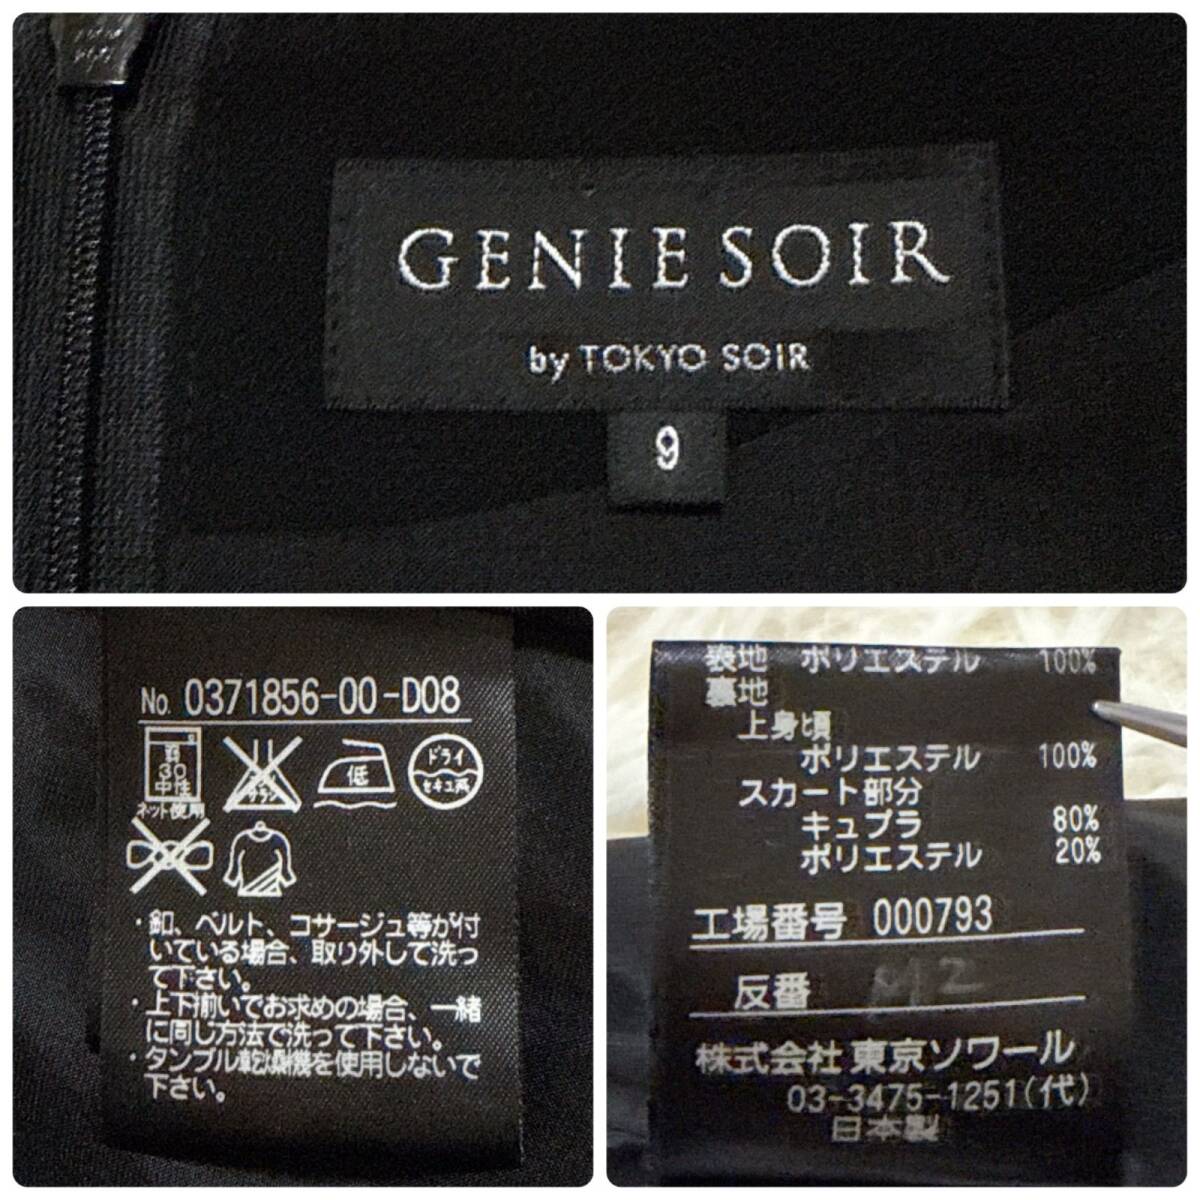 GENIE SOIR
by TOKYO SOIR
9
No. 0371856-00-D08
30
中性
ネット使用
低
ドライ
セキユ系
・釦、ベルト、コサージュ等が付
いている場合、取り外して洗っ
て下さい。
・上下揃いでお求めの場合、一緒
に同じ方法で洗って下さい。
・タンブル乾燥機を使用しないで
下さい。
表地 ポリエステル 100%
裏地
上身頃
ポリエステル 100%
スカート部分
キュプラ 80%
ポリエステル 20%
工場番号 000793
反番
株式会社 東京ソワール
03-3475-1251(代)
日本製